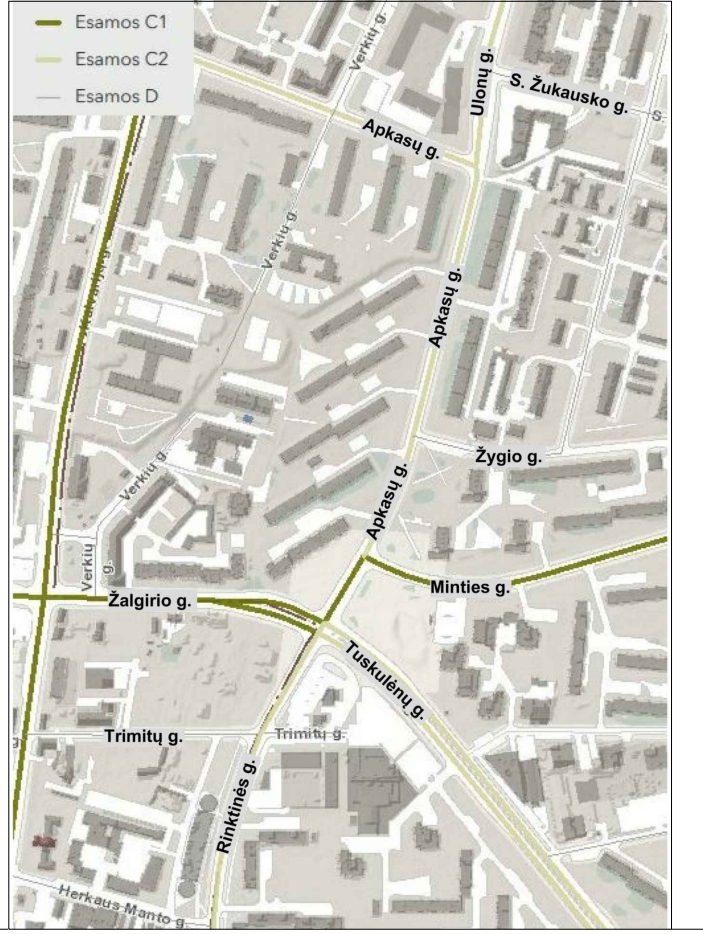 Esamos C1
Esamos C2
Esamos D
Verkių g.
Ulonų g.
S. Žukausko g.
S.
Apkasų g.
Verkių g.
Kalvarijų g.
Apkasų g.
Žygio g.
Verkių g.
Apkasų g.
Verkių
g.
Minties g.
Žalgirio g.
Tuskulėnų g.
Trimitų g.
Trimitų g.
Rinktinės g.
Herkaus Manto g.